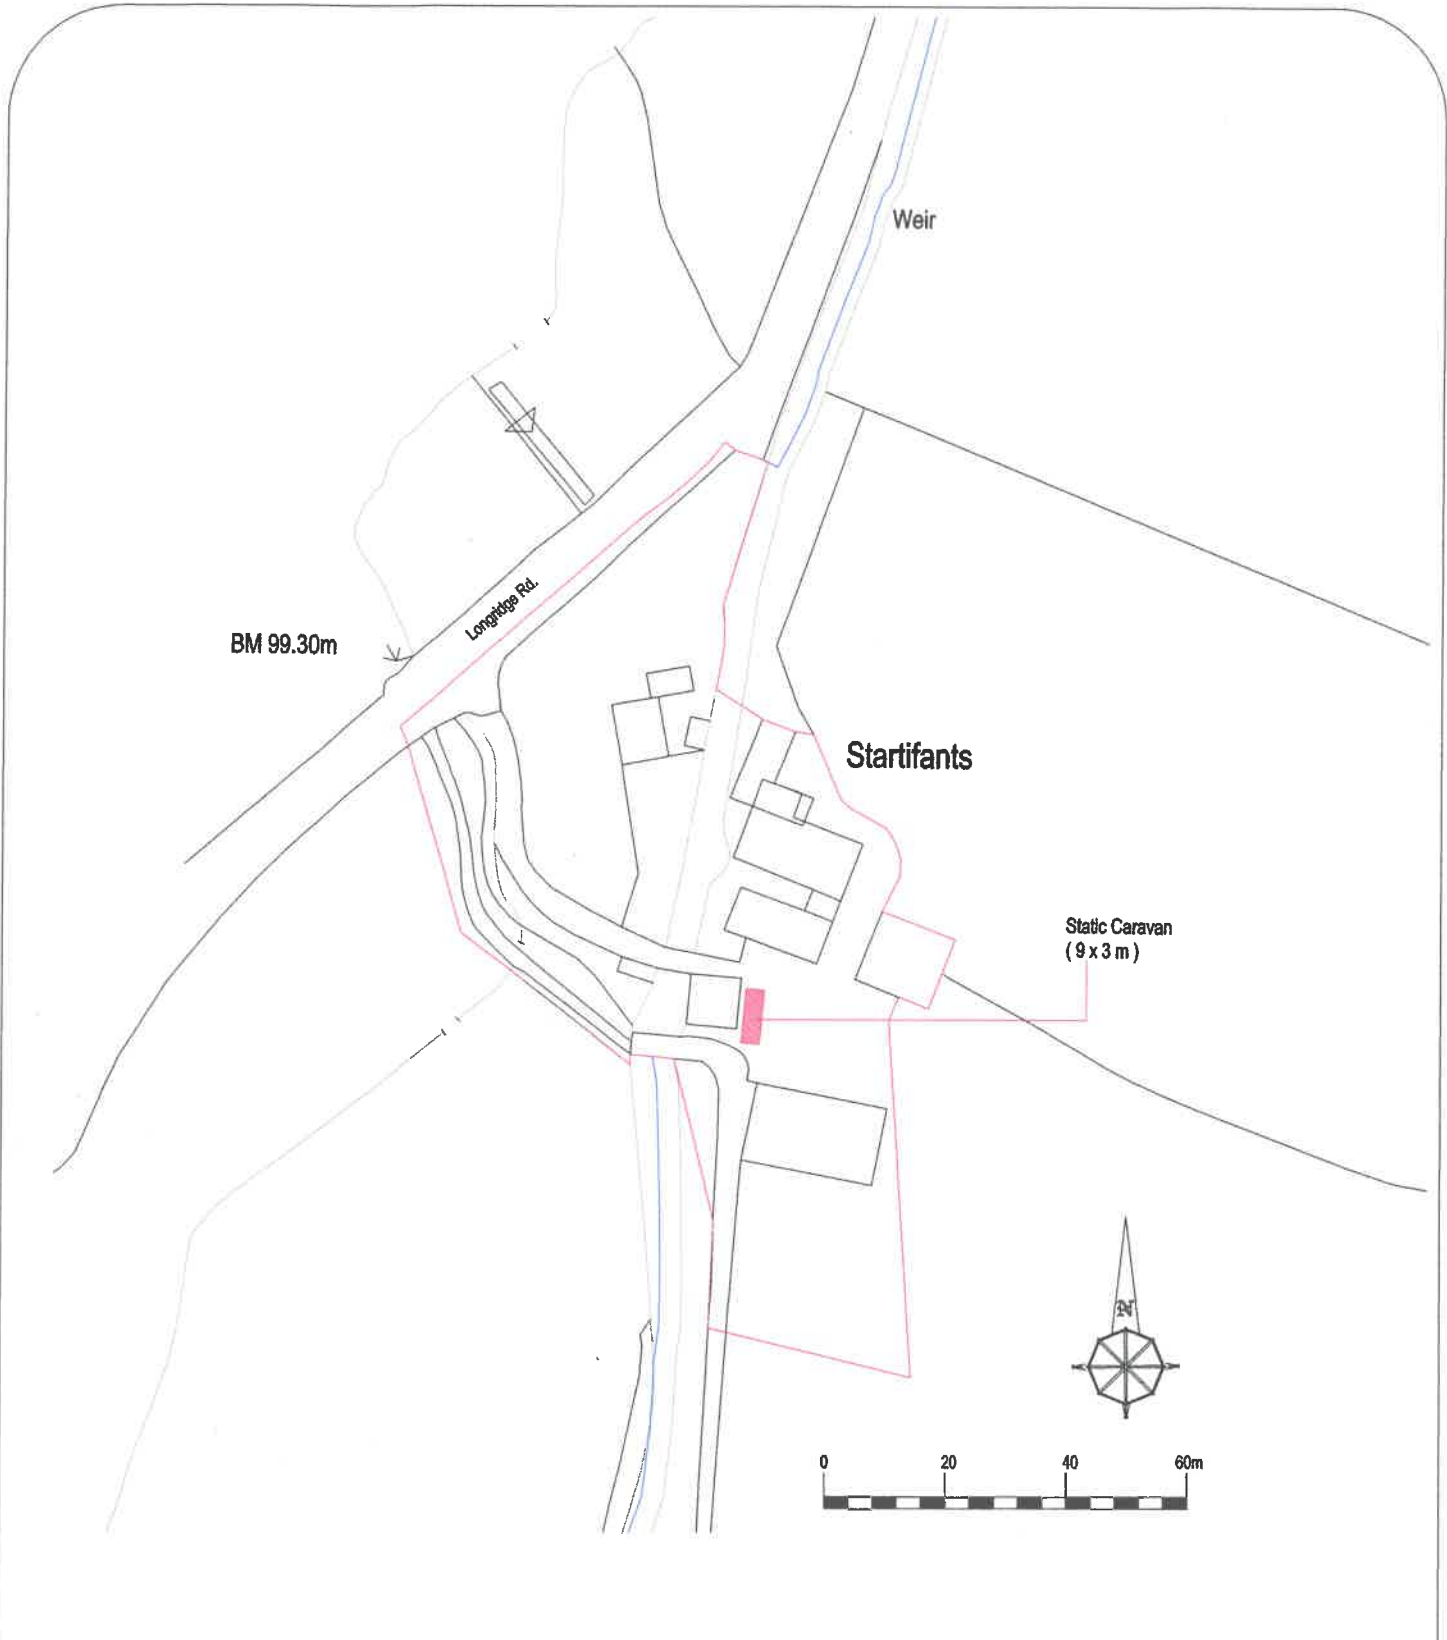 Weir
Longridge Rd.
BM 99.30m
Startifants
Static Caravan
( 9 x 3 m )
N
0 20 40 60m